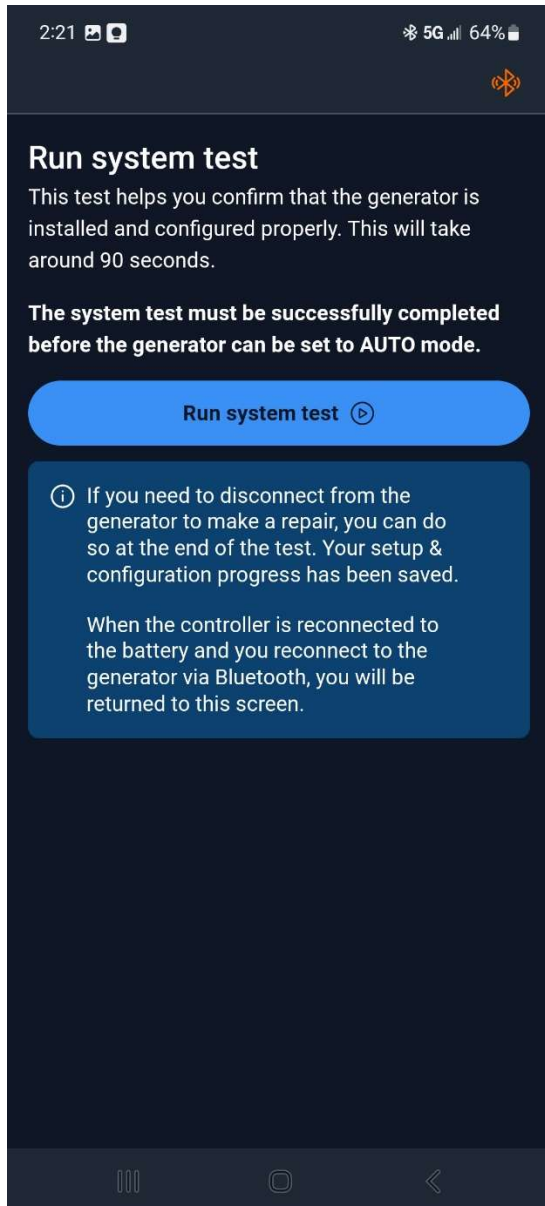 2:21 5G 64%
Run system test
This test helps you confirm that the generator is
installed and configured properly. This will take
around 90 seconds.
The system test must be successfully completed
before the generator can be set to AUTO mode.
Run system test
If you need to disconnect from the
generator to make a repair, you can do
so at the end of the test. Your setup &
configuration progress has been saved.
When the controller is reconnected to
the battery and you reconnect to the
generator via Bluetooth, you will be
returned to this screen.